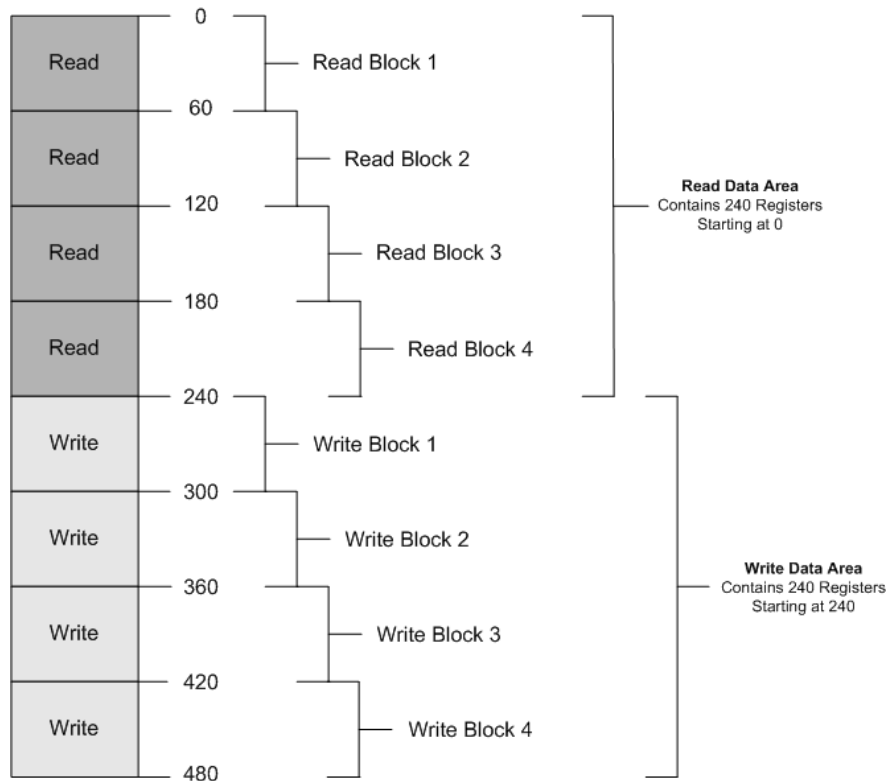 0
Read
Read Block 1
60
Read
Read Block 2
120
Read Data Area
Contains 240 Registers
Starting at 0
Read
Read Block 3
180
Read
Read Block 4
240
Write
Write Block 1
300
Write
Write Block 2
360
Write Data Area
Contains 240 Registers
Starting at 240
Write
Write Block 3
420
Write
Write Block 4
480